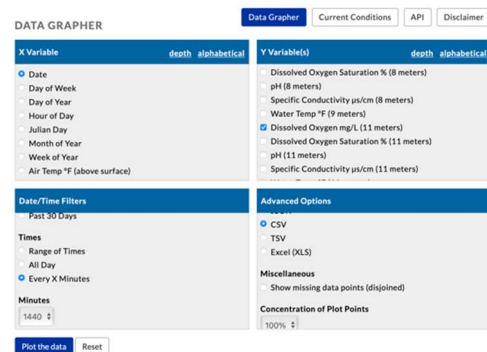 DATA GRAPHER
Data Grapher Current Conditions API Disclaimer
X Variable depth alphabetical
Date
Day of Week
Day of Year
Hour of Day
Julian Day
Month of Year
Week of Year
Air Temp °F (above surface)
Y Variable(s) depth alphabetical
Dissolved Oxygen Saturation % (8 meters)
pH (8 meters)
Specific Conductivity µs/cm (8 meters)
Water Temp °F (9 meters)
Dissolved Oxygen mg/L (11 meters)
Dissolved Oxygen Saturation % (11 meters)
pH (11 meters)
Specific Conductivity µs/cm (11 meters)
Date/Time Filters
Past 30 Days
Times
Range of Times
All Day
Every X Minutes
Minutes
1440
Advanced Options
CSV
TSV
Excel (XLS)
Miscellaneous
Show missing data points (disjoined)
Concentration of Plot Points
100%
Plot the data Reset